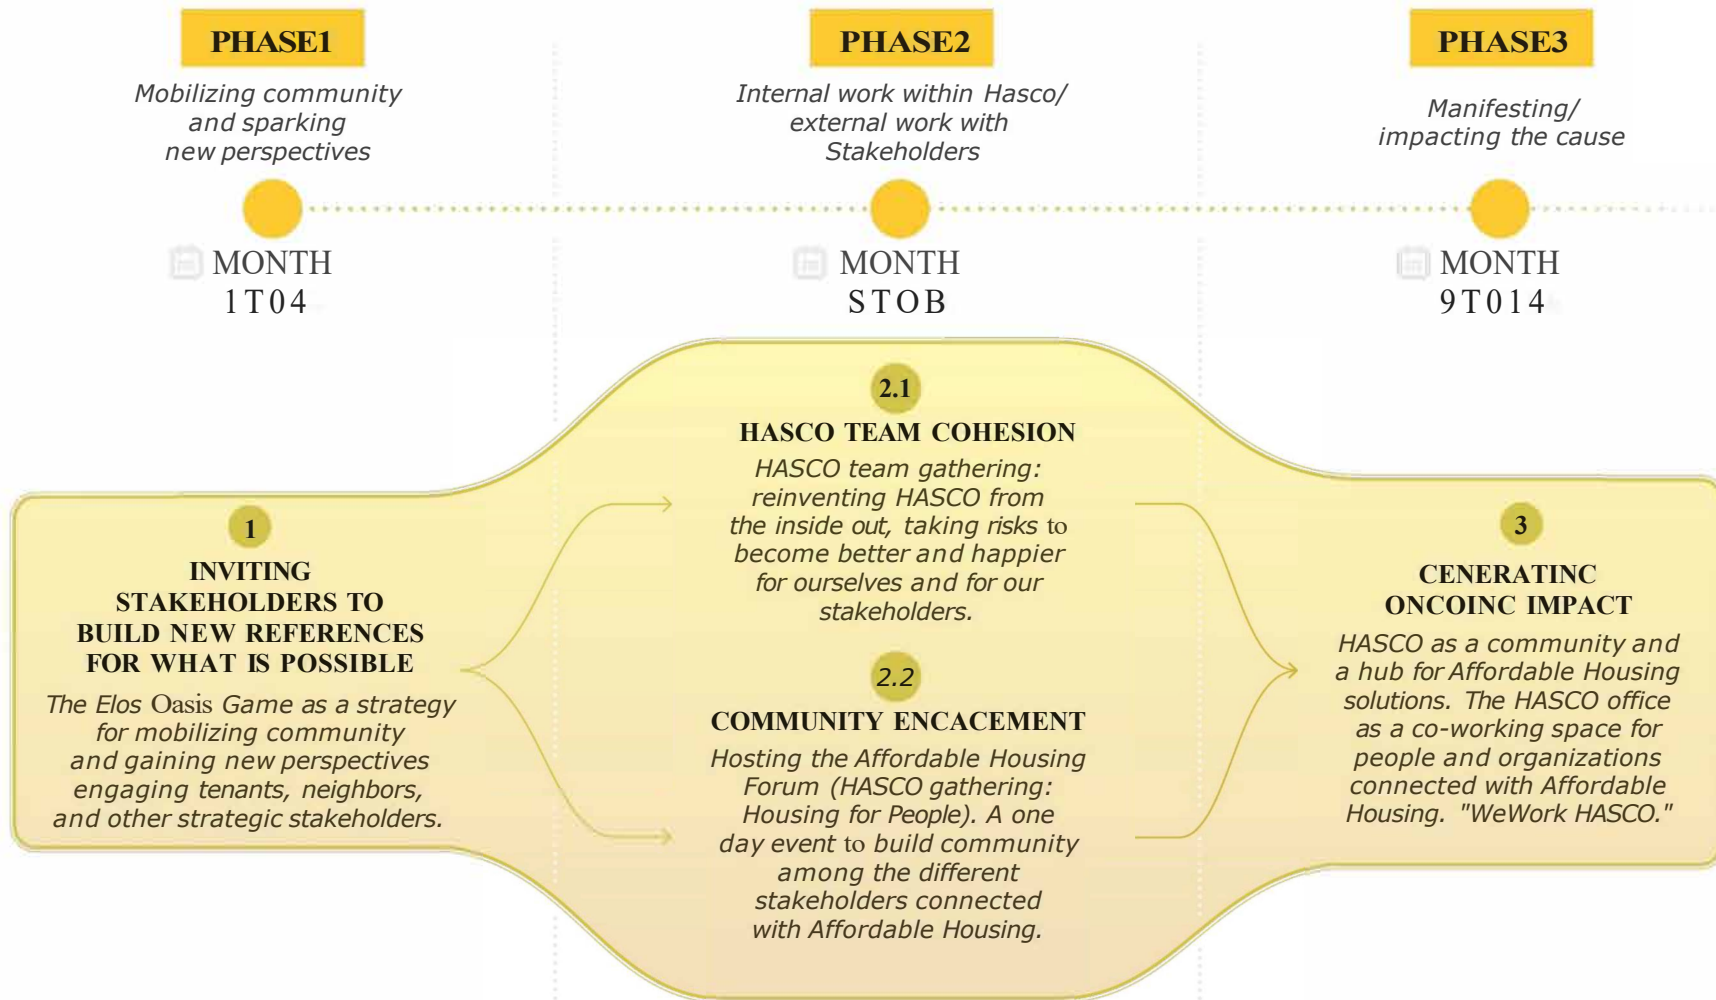 PHASE1
Mobilizing community
and sparking
new perspectives
MONTH
1T04
PHASE2
Internal work within Hasco/
external work with
Stakeholders
MONTH
STOB
PHASE3
Manifesting/
impacting the cause
MONTH
9T014
1
INVITING
STAKEHOLDERS TO
BUILD NEW REFERENCES
FOR WHAT IS POSSIBLE
The Elos Oasis Game as a strategy
for mobilizing community
and gaining new perspectives
engaging tenants, neighbors,
and other strategic stakeholders.
2.1
HASCO TEAM COHESION
HASCO team gathering:
reinventing HASCO from
the inside out, taking risks to
become better and happier
for ourselves and for our
stakeholders.
2.2
COMMUNITY ENCACEMENT
Hosting the Affordable Housing
Forum (HASCO gathering:
Housing for People). A one
day event to build community
among the different
stakeholders connected
with Affordable Housing.
3
CENERATINC
ONCOINC IMPACT
HASCO as a community and
a hub for Affordable Housing
solutions. The HASCO office
as a co-working space for
people and organizations
connected with Affordable
Housing. "WeWork HASCO."